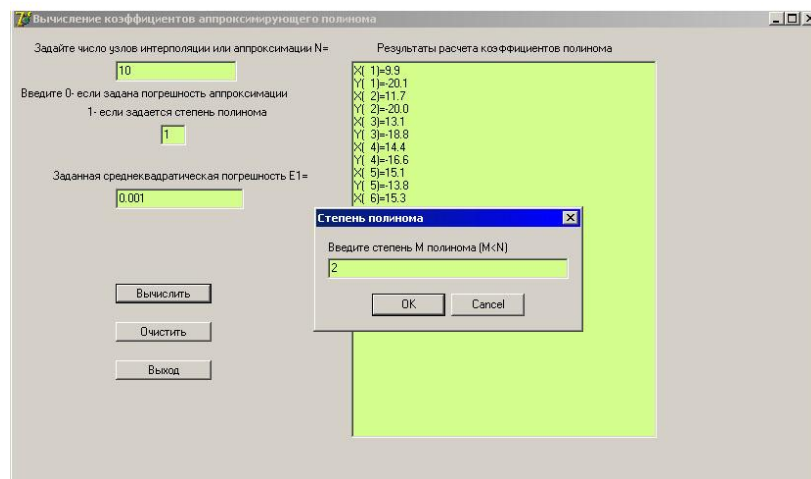 Вычисление коэффициентов аппроксимирующего полинома
Задайте число узлов интерполяции или аппроксимации N=
10
Введите 0- если задана погрешность аппроксимации
1- если задается степень полинома
1
Заданная среднеквадратическая погрешность E1=
0.001
Вычислить
Очистить
Выход
Результаты расчета коэффициентов полинома
X( 1)=9.9
Y( 1)=-20.1
X( 2)=11.7
Y( 2)=-20.0
X( 3)=13.1
Y( 3)=-18.8
X( 4)=14.4
Y( 4)=-16.6
X( 5)=15.1
Y( 5)=-13.8
X( 6)=15.3
Степень полинома
Введите степень M полинома (M<N)
2
OK
Cancel